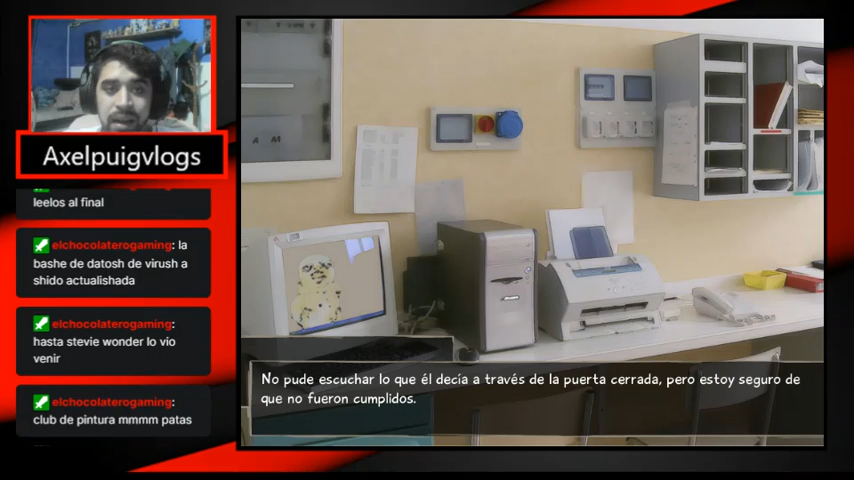 Axelpuigvlogs
leelos al final
elchocolaterogaming: la
bashe de datosh de virush a
shido actualishada
elchocolaterogaming:
hasta stevie wonder lo vio
venir
elchocolaterogaming:
club de pintura mmmm patas
No pude escuchar lo que él decía a través de la puerta cerrada, pero estoy seguro de
que no fueron cumplidos.